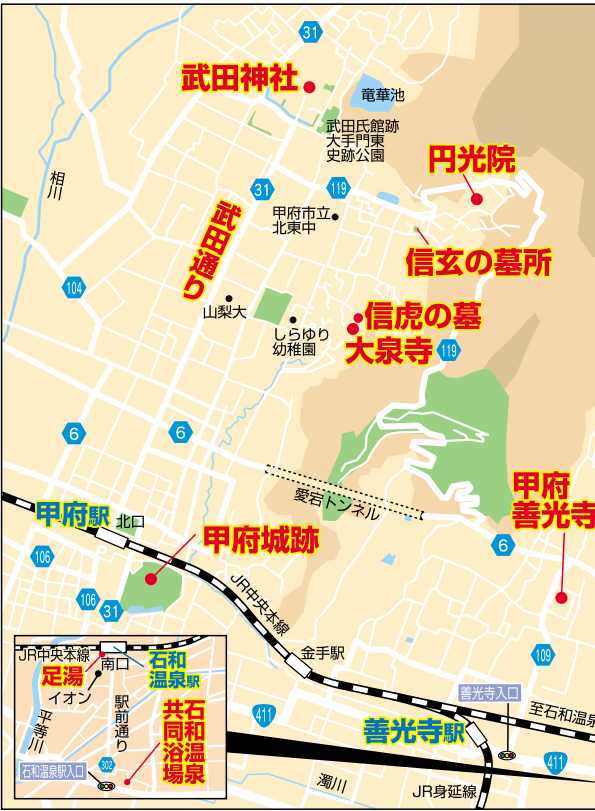 31
武田神社
竜華池
武田氏館跡
大手門東
史跡公園
円光院
相川
31
119
武田通り
甲府市立
北東中
信玄の墓所
104
山梨大
しらゆり
幼稚園
信虎の墓
大泉寺
119
6
6
愛宕トンネル
甲府
善光寺
甲府駅
北口
甲府城跡
6
106
106
31
JR中央本線
金手駅
109
JR中央本線
南口
石和
温泉駅
足湯
イオン
駅前通り
平等川
石和温泉
共同浴場
石和温泉駅入口
302
411
善光寺入口
至石和温泉
善光寺駅
411
濁川
JR身延線